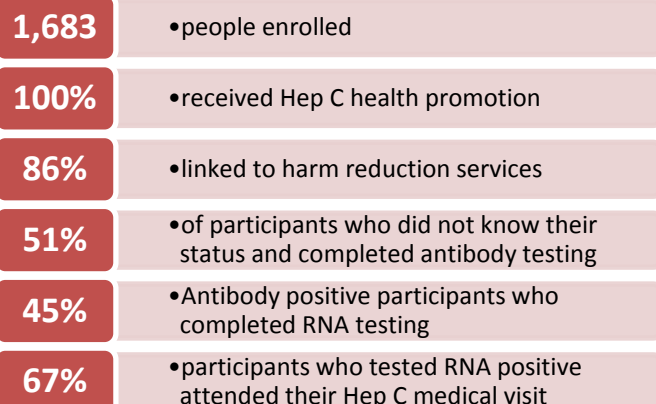 1,683
•people enrolled
100%
•received Hep C health promotion
86%
•linked to harm reduction services
51%
•of participants who did not know their
status and completed antibody testing
45%
•Antibody positive participants who
completed RNA testing
67%
•participants who tested RNA positive
attended their Hep C medical visit